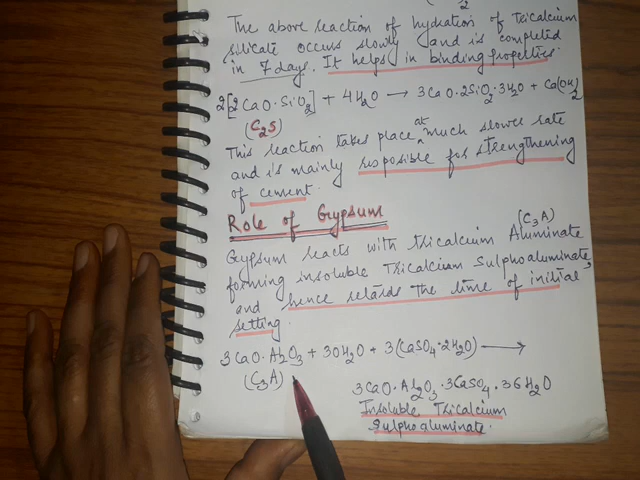 2
The above reaction of hydration of Tricalcium
silicate occurs slowly and is completed
in 7 days. It helps in binding properties.
2[2CaO·SiO₂] + 4H₂O → 3CaO·2SiO₂·3H₂O + Ca(OH)₂
(C₂S)
This reaction takes place at much slower rate
and is mainly resposible for strengthening
of cement.
Role of Gypsum
(C₃A)
Gypsum reacts with tricalcium Aluminate
forming insoluble Tricalcium Sulphoaluminate,
and hence retards the time of initial
setting.
3CaO·Al₂O₃ + 30H₂O + 3(CaSO₄·2H₂O) →
(C₃A)
3CaO·Al₂O₃·3CaSO₄·36H₂O
Insoluble Tricalcium
Sulphoaluminate.